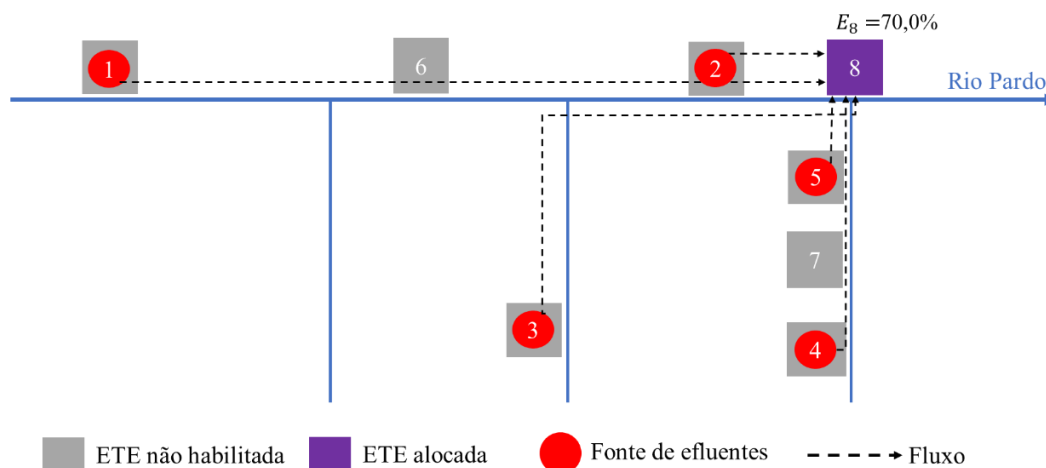 E₈ =70,0%
1
6
2
8
Rio Pardo
5
7
3
4
ETE não habilitada
ETE alocada
Fonte de efluentes
Fluxo